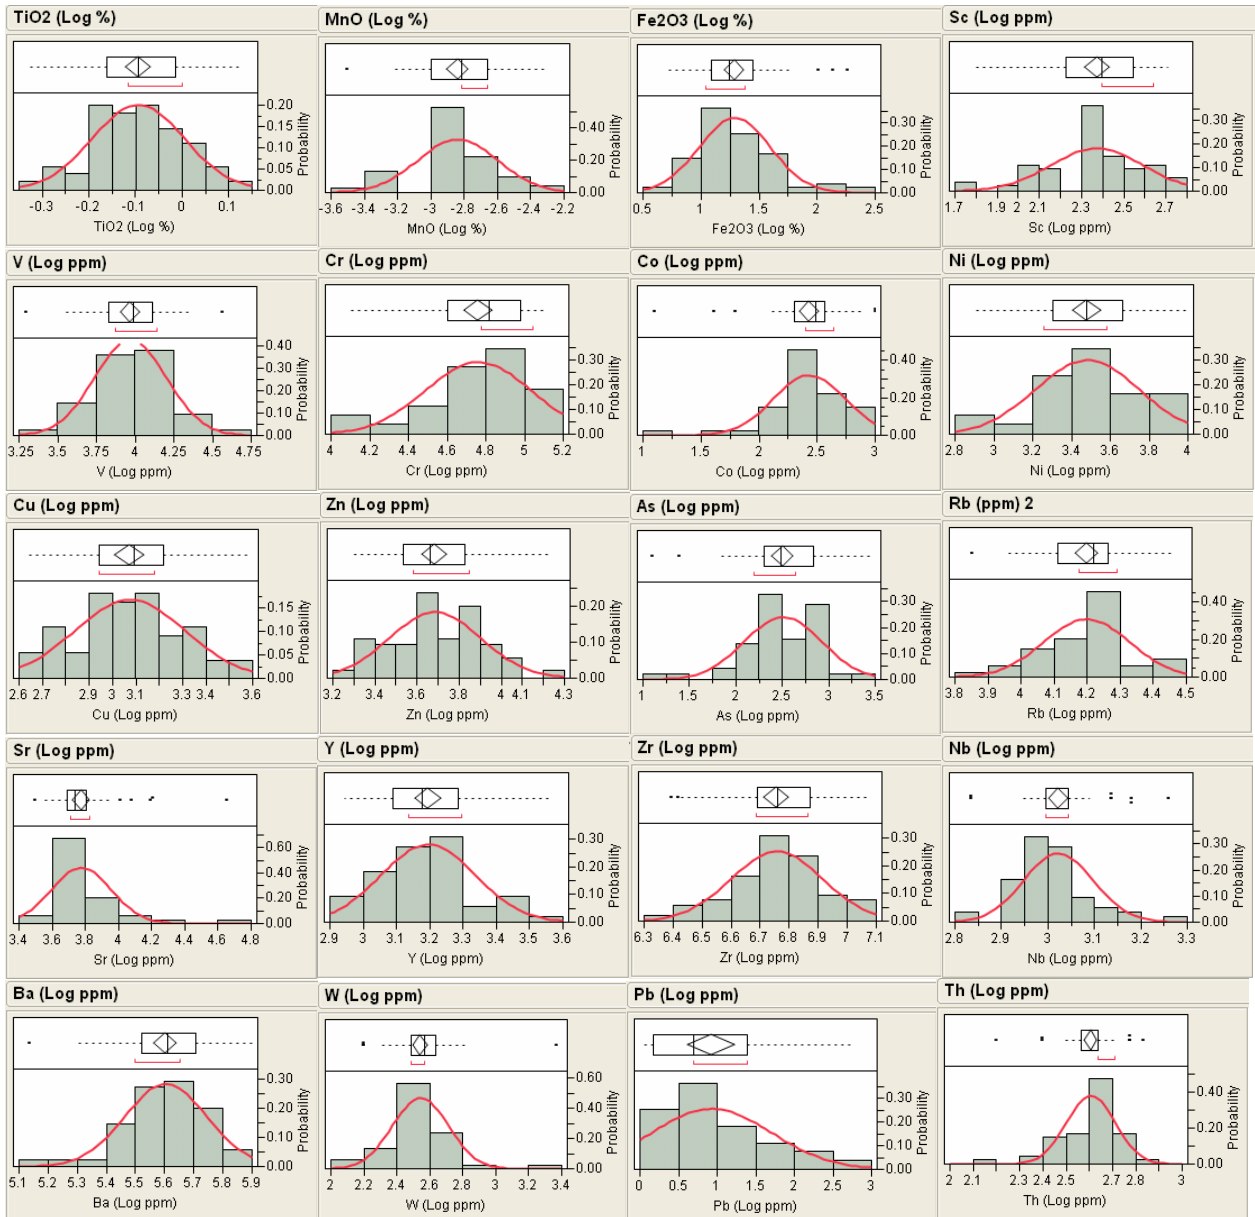 TiO2 (Log %)
0.20
0.15
0.10
0.05
0.00
Probability
-0.3 -0.2 -0.1 0 0.1
TiO2 (Log %)
MnO (Log %)
0.40
0.20
0.00
Probability
-3.6 -3.4 -3.2 -3 -2.8 -2.6 -2.4 -2.2
MnO (Log %)
Fe2O3 (Log %)
0.30
0.20
0.10
0.00
Probability
0.5 1 1.5 2 2.5
Fe2O3 (Log %)
Sc (Log ppm)
0.30
0.20
0.10
0.00
Probability
1.7 1.9 2 2.1 2.3 2.5 2.7
Sc (Log ppm)
V (Log ppm)
0.40
0.30
0.20
0.10
0.00
Probability
3.25 3.5 3.75 4 4.25 4.5 4.75
V (Log ppm)
Cr (Log ppm)
0.30
0.20
0.10
0.00
Probability
4 4.2 4.4 4.6 4.8 5 5.2
Cr (Log ppm)
Co (Log ppm)
0.40
0.20
0.00
Probability
1 1.5 2 2.5 3
Co (Log ppm)
Ni (Log ppm)
0.30
0.20
0.10
0.00
Probability
2.8 3 3.2 3.4 3.6 3.8 4
Ni (Log ppm)
Cu (Log ppm)
0.15
0.10
0.05
0.00
Probability
2.6 2.7 2.9 3 3.1 3.3 3.4 3.6
Cu (Log ppm)
Zn (Log ppm)
0.20
0.10
0.00
Probability
3.2 3.4 3.6 3.8 4 4.1 4.3
Zn (Log ppm)
As (Log ppm)
0.30
0.20
0.10
0.00
Probability
1 1.5 2 2.5 3 3.5
As (Log ppm)
Rb (ppm) 2
0.40
0.20
0.00
Probability
3.8 3.9 4 4.1 4.2 4.3 4.4 4.5
Rb (Log ppm)
Sr (Log ppm)
0.60
0.40
0.20
0.00
Probability
3.4 3.6 3.8 4 4.2 4.4 4.6 4.8
Sr (Log ppm)
Y (Log ppm)
0.30
0.20
0.10
0.00
Probability
2.9 3 3.1 3.2 3.3 3.4 3.5 3.6
Y (Log ppm)
Zr (Log ppm)
0.30
0.20
0.10
0.00
Probability
6.3 6.4 6.5 6.6 6.7 6.8 6.9 7 7.1
Zr (Log ppm)
Nb (Log ppm)
0.30
0.20
0.10
0.00
Probability
2.8 2.9 3 3.1 3.2 3.3
Nb (Log ppm)
Ba (Log ppm)
0.30
0.20
0.10
0.00
Probability
5.1 5.2 5.3 5.4 5.5 5.6 5.7 5.8 5.9
Ba (Log ppm)
W (Log ppm)
0.60
0.40
0.20
0.00
Probability
2 2.2 2.4 2.6 2.8 3 3.2 3.4
W (Log ppm)
Pb (Log ppm)
0.30
0.20
0.10
0.00
Probability
0 0.5 1 1.5 2 2.5 3
Pb (Log ppm)
Th (Log ppm)
0.40
0.20
0.00
Probability
2 2.1 2.3 2.4 2.5 2.7 2.8 3
Th (Log ppm)